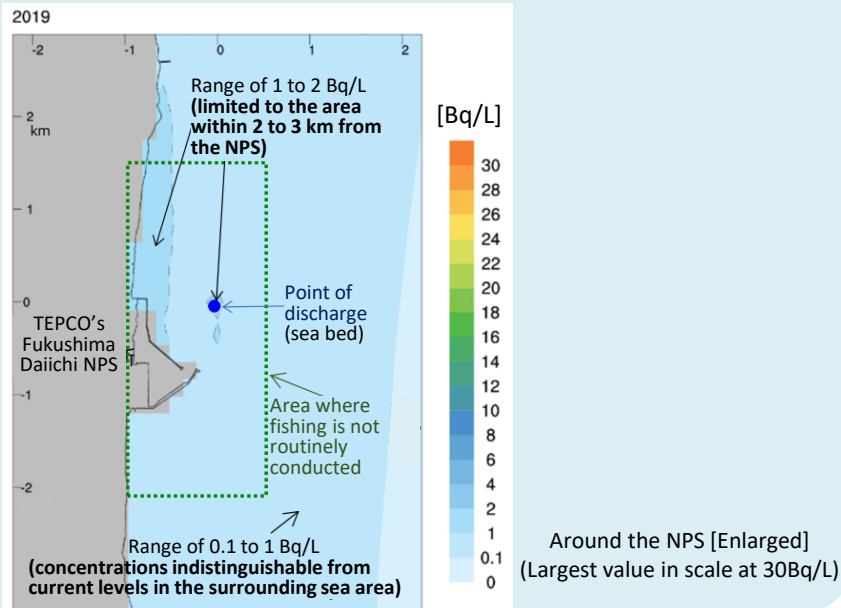 2019
-2 -1 0 1 2
Range of 1 to 2 Bq/L
(limited to the area
within 2 to 3 km from
the NPS)
2
km
1
0
-1
-2
Point of
discharge
(sea bed)
TEPCO's
Fukushima
Daiichi NPS
Area where
fishing is not
routinely
conducted
Range of 0.1 to 1 Bq/L
(concentrations indistinguishable from
current levels in the surrounding sea area)
[Bq/L]
30
28
26
24
22
20
18
16
14
12
10
8
6
4
2
1
0.1
0
Around the NPS [Enlarged]
(Largest value in scale at 30Bq/L)